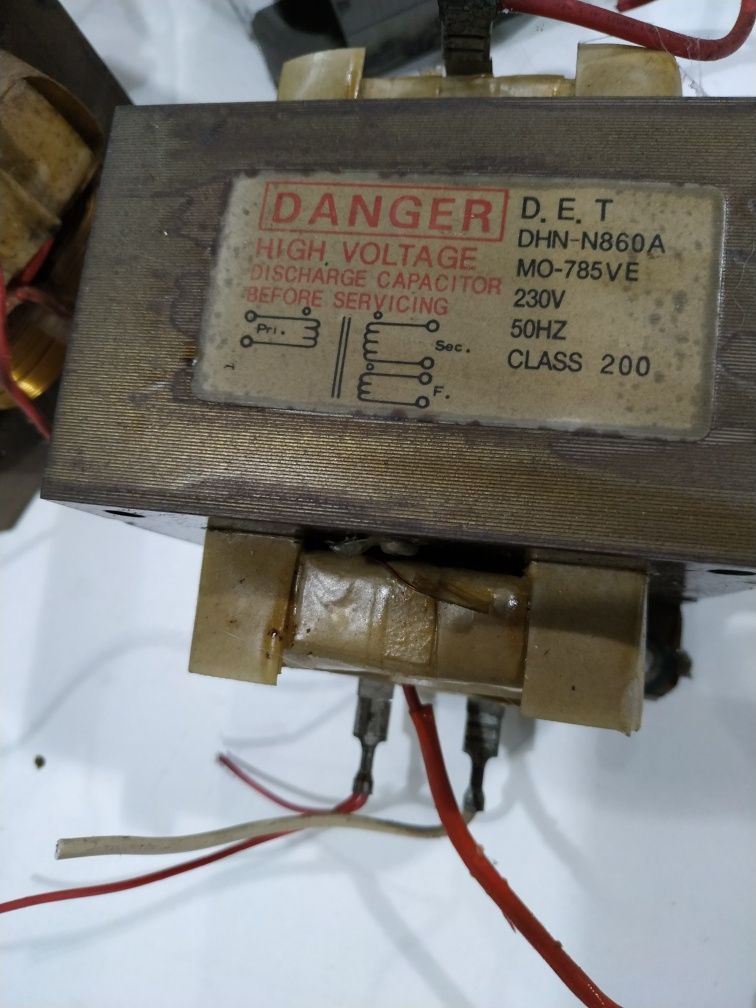 DANGER
HIGH VOLTAGE
DISCHARGE CAPACITOR
BEFORE SERVICING
Pri.
Sec.
F.
D.E.T
DHN-N860A
MO-785VE
230V
50HZ
CLASS 200